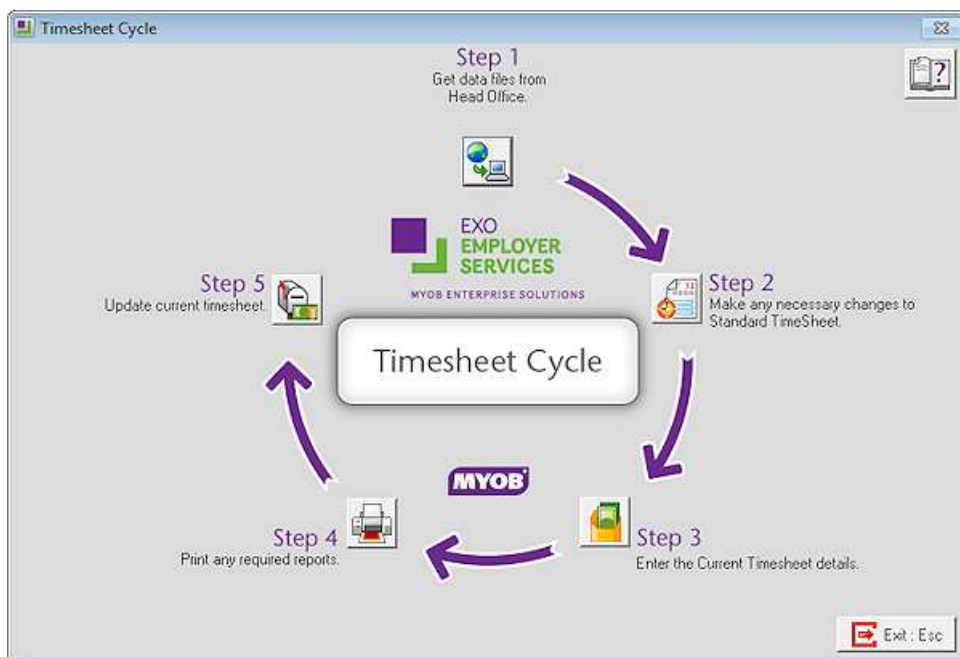 Timesheet Cycle
Step 1
Get data files from
Head Office.
?
EXO
EMPLOYER
SERVICES
MYOB ENTERPRISE SOLUTIONS
Step 5
Update current timesheet.
Step 2
Make any necessary changes to
Standard TimeSheet.
Timesheet Cycle
MYOB
Step 4
Print any required reports.
Step 3
Enter the Current Timesheet details.
Exit : Esc